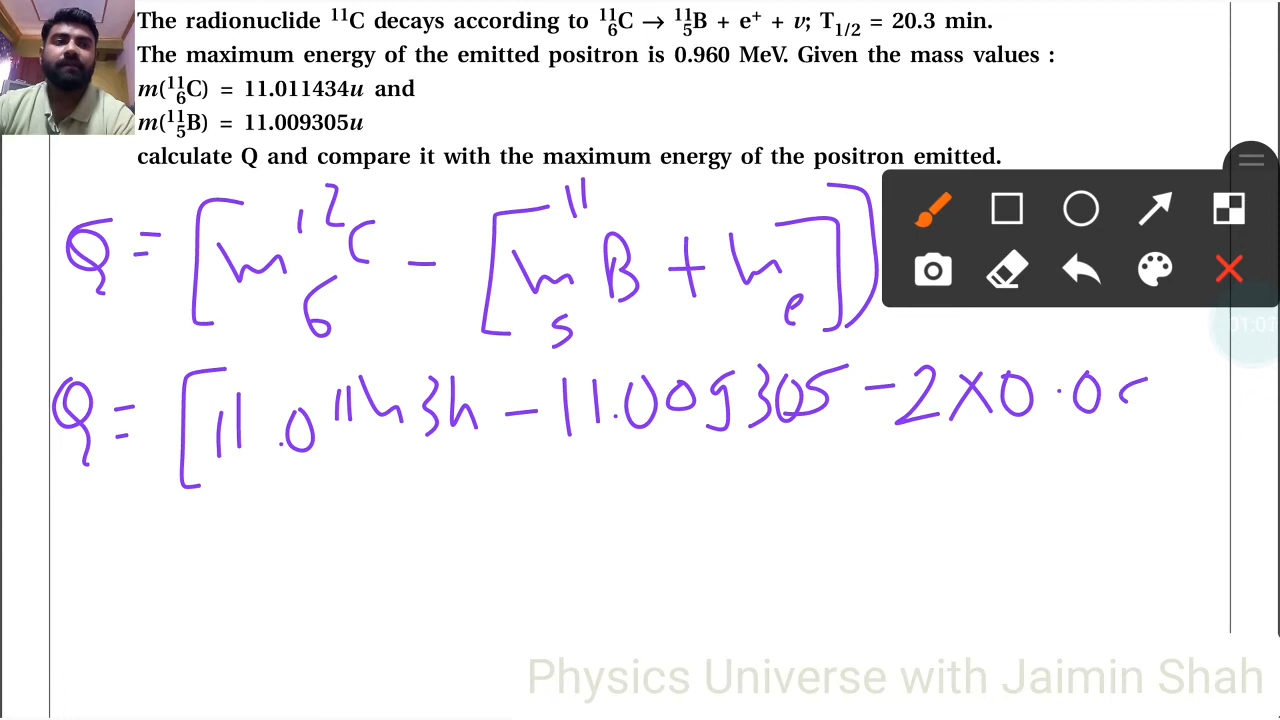 The radionuclide ¹¹C decays according to ¹¹₆C → ¹¹₅B + e⁺ + ν; T₁/₂ = 20.3 min.
The maximum energy of the emitted positron is 0.960 MeV. Given the mass values :
m(¹¹₆C) = 11.011434u and
m(¹¹₅B) = 11.009305u
calculate Q and compare it with the maximum energy of the positron emitted.
Q = [m ¹²₆C - [m ¹¹₅B + mₑ])
Q = [11.011434 - 11.009305 - 2×0.0
01:07
Physics Universe with Jaimin Shah